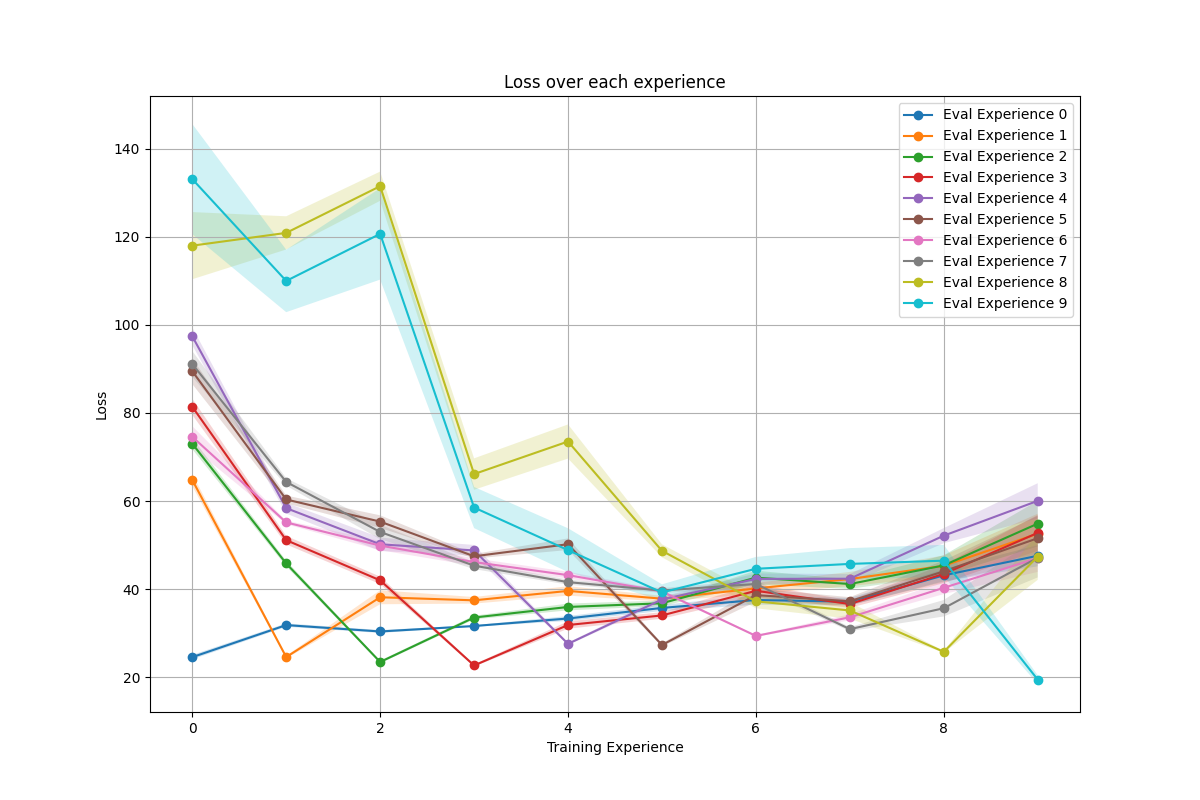 Loss over each experience
140
120
100
80
60
40
20
Loss
0
2
4
6
8
Training Experience
Eval Experience 0
Eval Experience 1
Eval Experience 2
Eval Experience 3
Eval Experience 4
Eval Experience 5
Eval Experience 6
Eval Experience 7
Eval Experience 8
Eval Experience 9